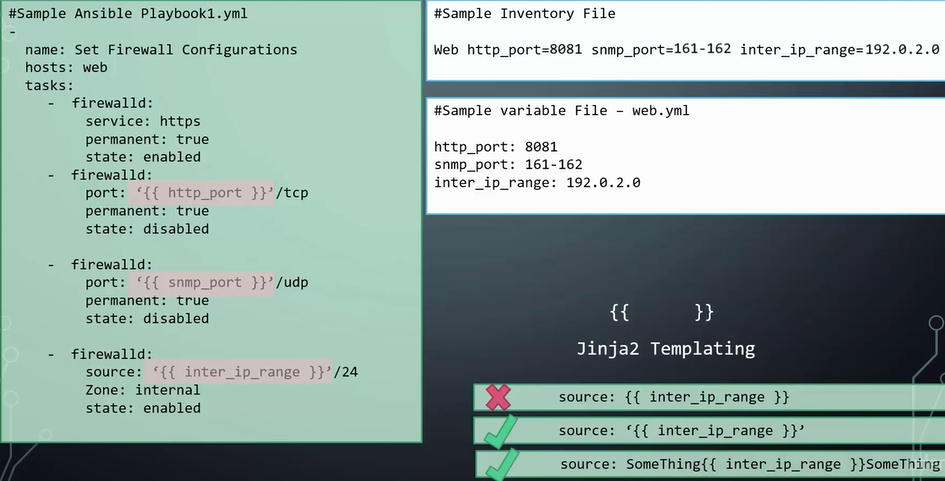 #Sample Ansible Playbook1.yml
-
name: Set Firewall Configurations
hosts: web
tasks:
- firewalld:
service: https
permanent: true
state: enabled
- firewalld:
port: ‘{{ http_port }}’/tcp
permanent: true
state: disabled
- firewalld:
port: ‘{{ snmp_port }}’/udp
permanent: true
state: disabled
- firewalld:
source: ‘{{ inter_ip_range }}’/24
Zone: internal
state: enabled
#Sample Inventory File
Web http_port=8081 snmp_port=161-162 inter_ip_range=192.0.2.0
#Sample variable File – web.yml
http_port: 8081
snmp_port: 161-162
inter_ip_range: 192.0.2.0
{{ }}
Jinja2 Templating
source: {{ inter_ip_range }}
source: ‘{{ inter_ip_range }}’
source: SomeThing{{ inter_ip_range }}SomeThing